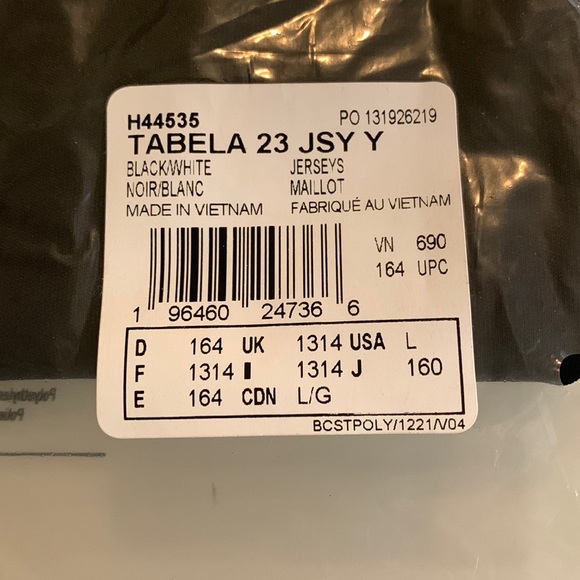 H44535 PO 131926219
TABELA 23 JSY Y
BLACK/WHITE JERSEYS
NOIR/BLANC MAILLOT
MADE IN VIETNAM FABRIQUÉ AU VIETNAM
VN 690
164 UPC
1 96460 24736 6
D 164 UK 1314 USA L
F 1314 I 1314 J 160
E 164 CDN L/G
BCSTPOLY/1221/V04